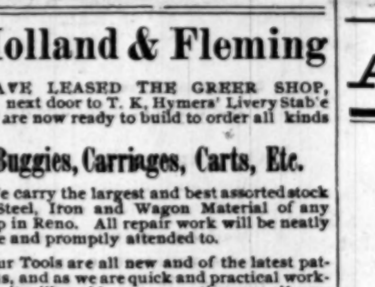 olland & Fleming
AVE LEASED THE GREER SHOP,
next door to T. K, Hymers' Livery Stab'e
are now ready to build to order all kinds
Buggies, Carriages, Carts, Etc.
e carry the largest and best assorted stock
Steel, Iron and Wagon Material of any
p in Reno. All repair work will be neatly
e and promptly attended to.
ur Tools are all new and of the latest pat-
s, and as we are quick and practical work-